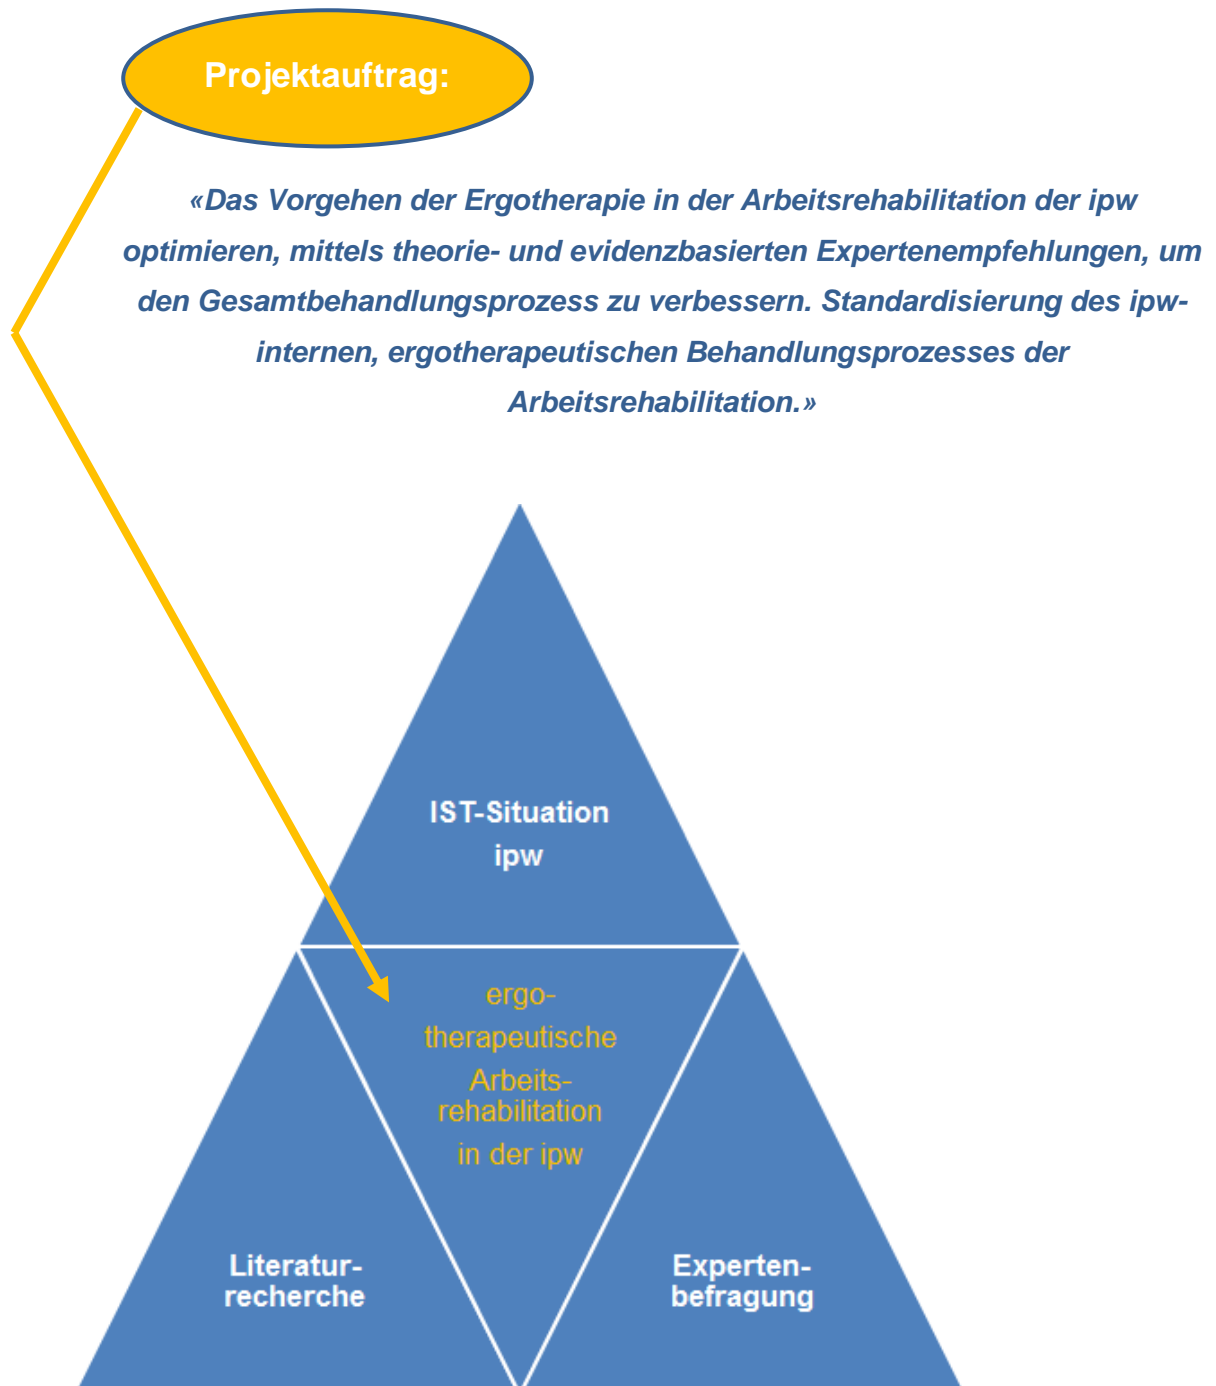 Projektauftrag:
«Das Vorgehen der Ergotherapie in der Arbeitsrehabilitation der ipw
optimieren, mittels theorie- und evidenzbasierten Expertenempfehlungen, um
den Gesamtbehandlungsprozess zu verbessern. Standardisierung des ipw-
internen, ergotherapeutischen Behandlungsprozesses der
Arbeitsrehabilitation.»
IST-Situation
ipw
ergo-
therapeutische
Arbeits-
rehabilitation
in der ipw
Literatur-
recherche
Experten-
befragung